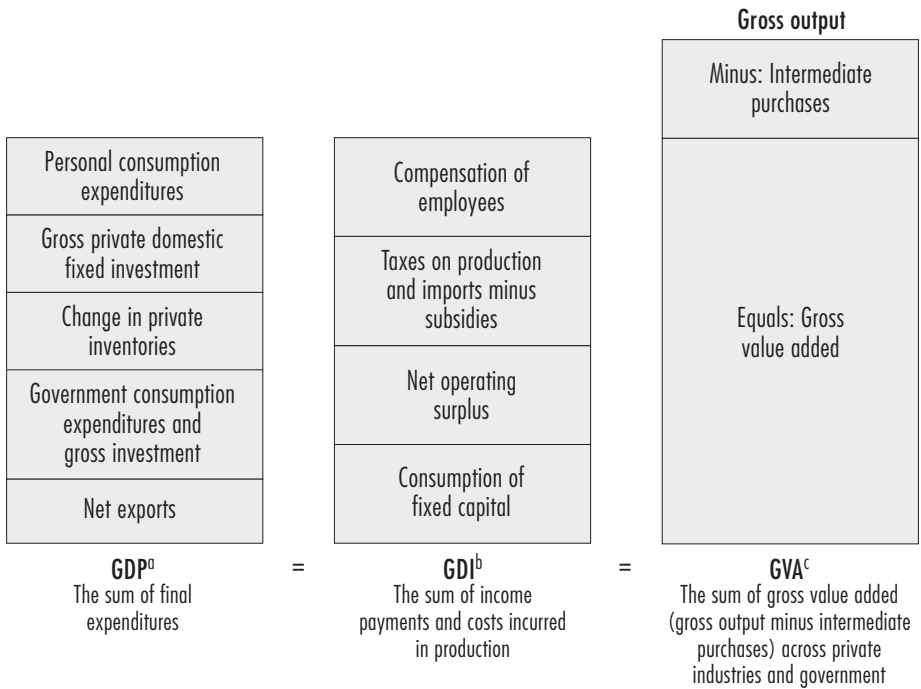 Gross output
Minus: Intermediate
purchases
Personal consumption
expenditures
Gross private domestic
fixed investment
Change in private
inventories
Government consumption
expenditures and
gross investment
Net exports
Compensation of
employees
Taxes on production
and imports minus
subsidies
Net operating
surplus
Consumption of
fixed capital
Equals: Gross
value added
GDPᵃ = GDIᵇ = GVAᶜ
The sum of final
expenditures
The sum of income
payments and costs incurred
in production
The sum of gross value added
(gross output minus intermediate
purchases) across private
industries and government